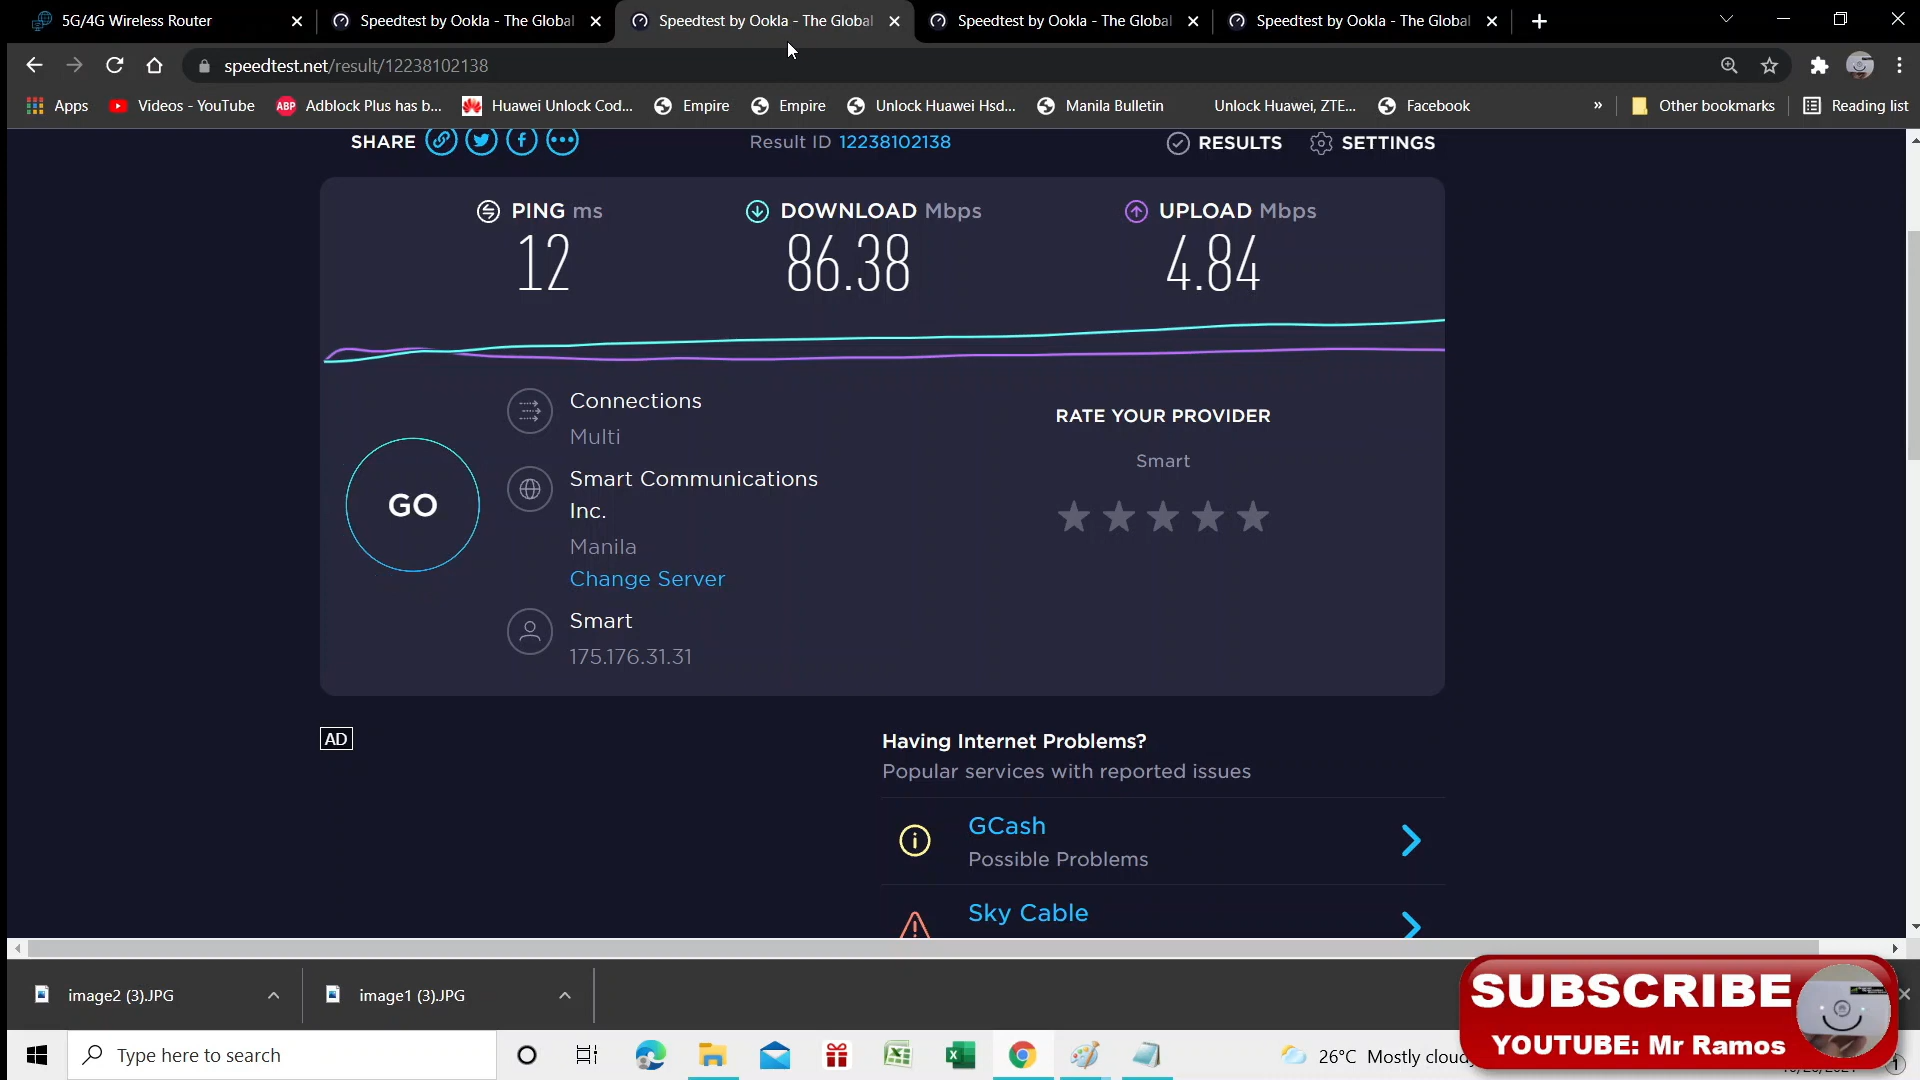 5G/4G Wireless Router
Speedtest by Ookla - The Global
Speedtest by Ookla - The Global
Speedtest by Ookla - The Global
Speedtest by Ookla - The Global
speedtest.net/result/12238102138
Apps
Videos - YouTube
ABP
Adblock Plus has b...
Huawei Unlock Cod...
Empire
Empire
Unlock Huawei Hsd...
Manila Bulletin
Unlock Huawei, ZTE...
Facebook
»
Other bookmarks
Reading list
SHARE
Result ID 12238102138
RESULTS
SETTINGS
PING ms
DOWNLOAD Mbps
UPLOAD Mbps
12
86.38
4.84
Connections
Multi
GO
Smart Communications
Inc.
Manila
Change Server
Smart
175.176.31.31
RATE YOUR PROVIDER
Smart
AD
Having Internet Problems?
Popular services with reported issues
GCash
Possible Problems
Sky Cable
image2 (3).JPG
image1 (3).JPG
SUBSCRIBE
YOUTUBE: Mr Ramos
Type here to search
26°C Mostly cloudy
1